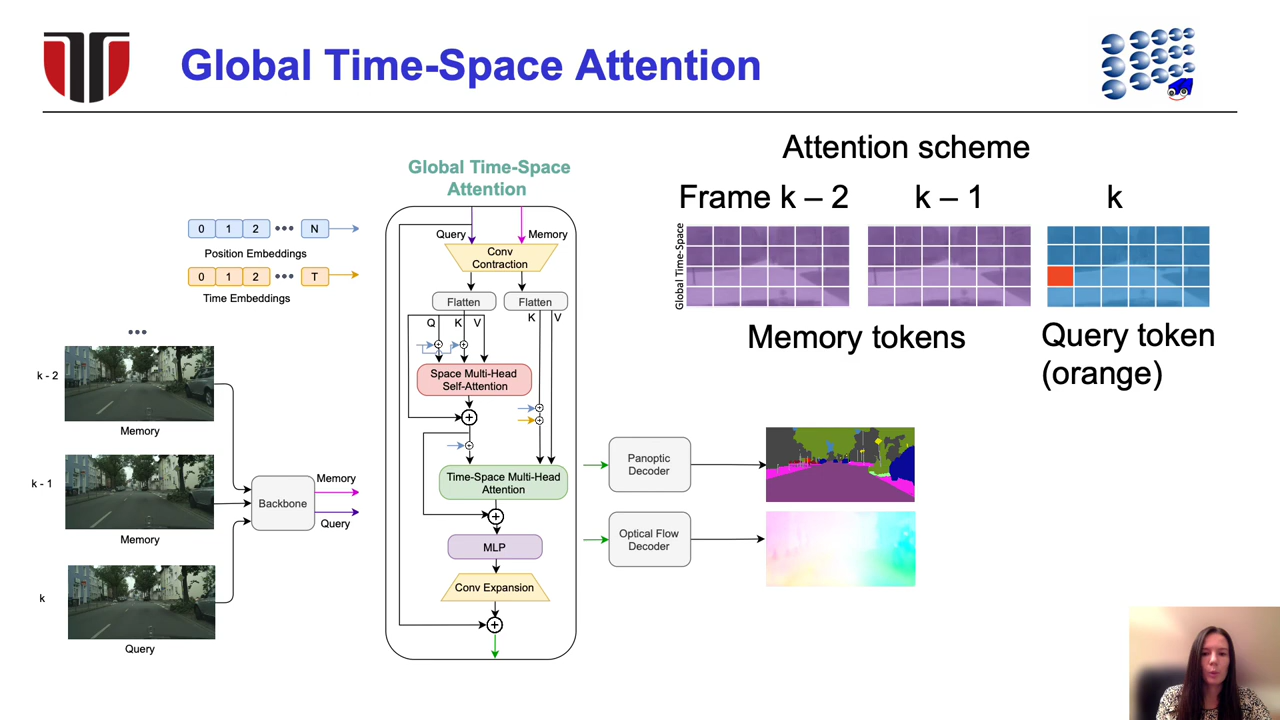 Global Time-Space Attention
Attention scheme
Frame k – 2
k – 1
k
Global Time-Space
Memory tokens
Query token
(orange)
Global Time-Space
Attention
0 1 2 ••• N
Position Embeddings
0 1 2 ••• T
Time Embeddings
•••
k - 2
Memory
k - 1
Memory
k
Query
Backbone
Memory
Query
Query
Memory
Conv
Contraction
Flatten
Flatten
Q K V
K V
Space Multi-Head
Self-Attention
Time-Space Multi-Head
Attention
MLP
Conv Expansion
Panoptic
Decoder
Optical Flow
Decoder